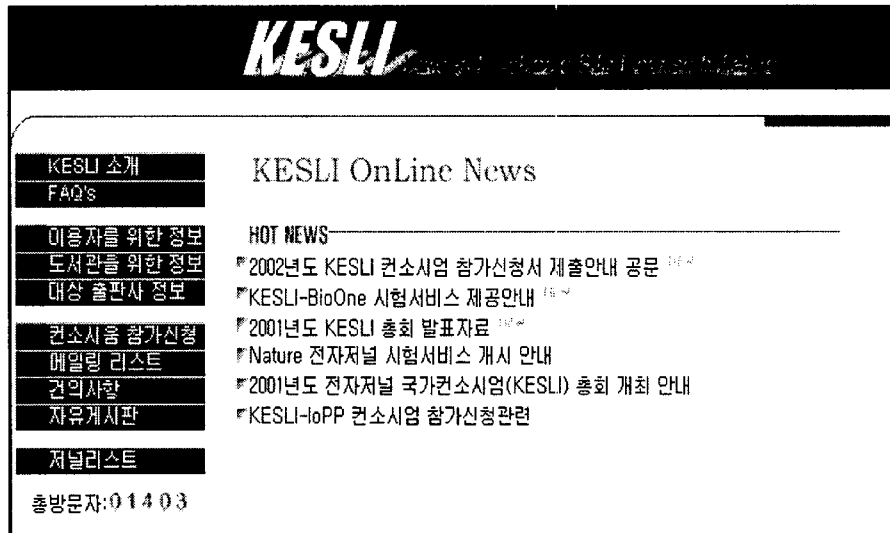 KESLI
KESLI 소개
FAQ's
이용자를 위한 정보
도서관을 위한 정보
대상 출판사 정보
컨소시움 참가신청
메일링 리스트
건의사항
자유게시판
저널리스트
총방문자:01403
KESLI OnLine News
HOT NEWS
2002년도 KESLI 컨소시엄 참가신청서 제출안내 공문
KESLI-BioOne 시험서비스 제공안내
2001년도 KESLI 총회 발표자료
Nature 전자저널 시험서비스 개시 안내
2001년도 전자저널 국가컨소시엄(KESLI) 총회 개최 안내
KESLI-IoPP 컨소시엄 참가신청관련